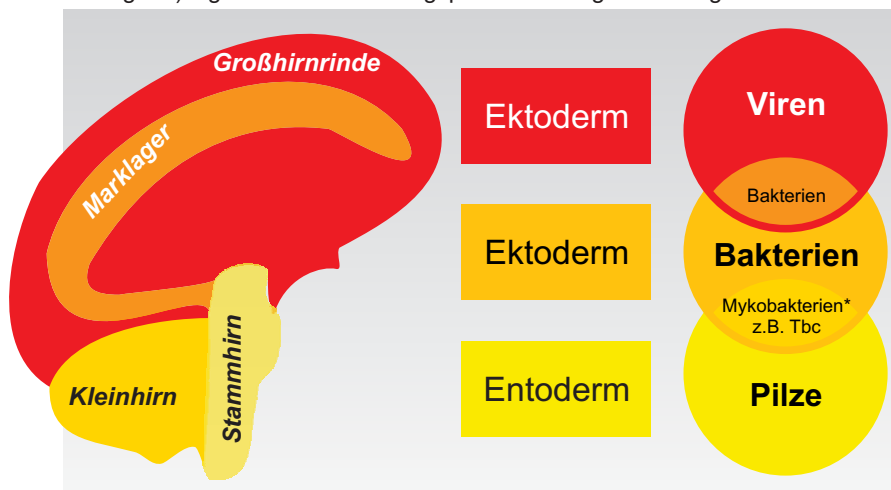 Großhirnrinde
Marklager
Kleinhirn
Stammhirn
Ektoderm
Ektoderm
Entoderm
Viren
Bakterien
Bakterien
Mykobakterien*
z.B. Tbc
Pilze